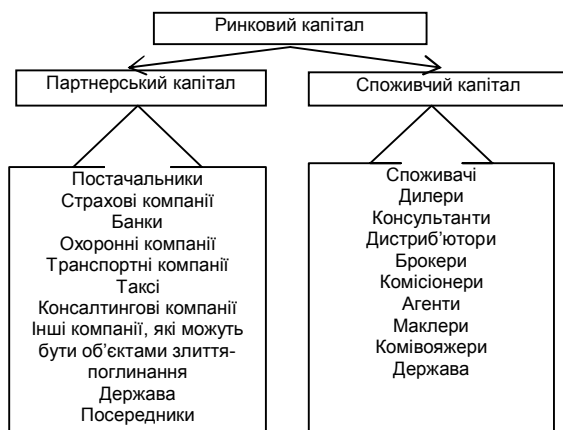 Ринковий капітал
Партнерський капітал
Споживчий капітал
Постачальники
Страхові компанії
Банки
Охоронні компанії
Транспортні компанії
Таксі
Консалтингові компанії
Інші компанії, які можуть
бути об’єктами злиття-
поглинання
Держава
Посередники
Споживачі
Дилери
Консультанти
Дистриб’ютори
Брокери
Комісіонери
Агенти
Маклери
Комівояжери
Держава